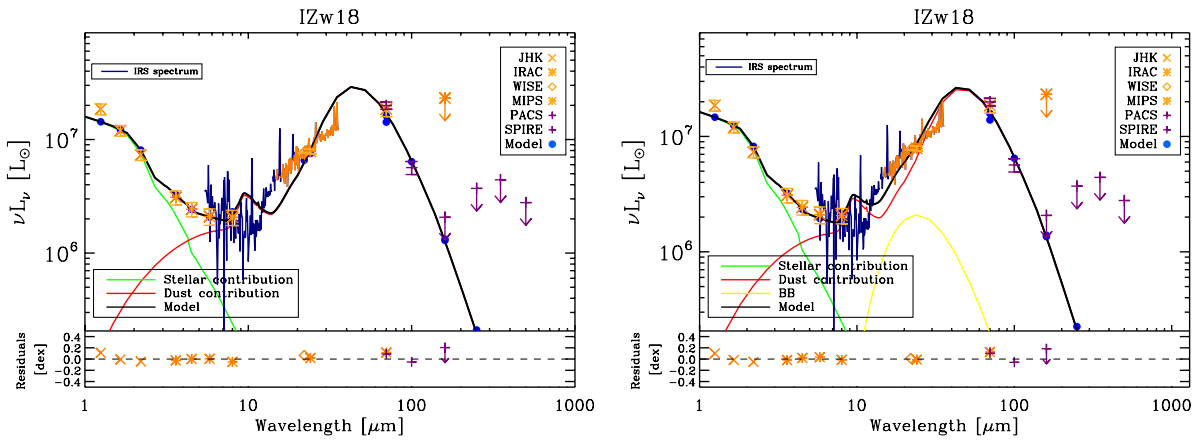 IZw18
IRS spectrum
JHK
IRAC
WISE
MIPS
PACS
SPIRE
Model
10⁷
10⁶
νLν [L⊙]
Stellar contribution
Dust contribution
Model
0.4
0.2
0.0
-0.2
-0.4
Residuals
[dex]
1 10 100 1000
Wavelength [μm]
IZw18
IRS spectrum
JHK
IRAC
WISE
MIPS
PACS
SPIRE
Model
10⁷
10⁶
νLν [L⊙]
Stellar contribution
Dust contribution
BB
Model
0.4
0.2
0.0
-0.2
-0.4
Residuals
[dex]
1 10 100 1000
Wavelength [μm]